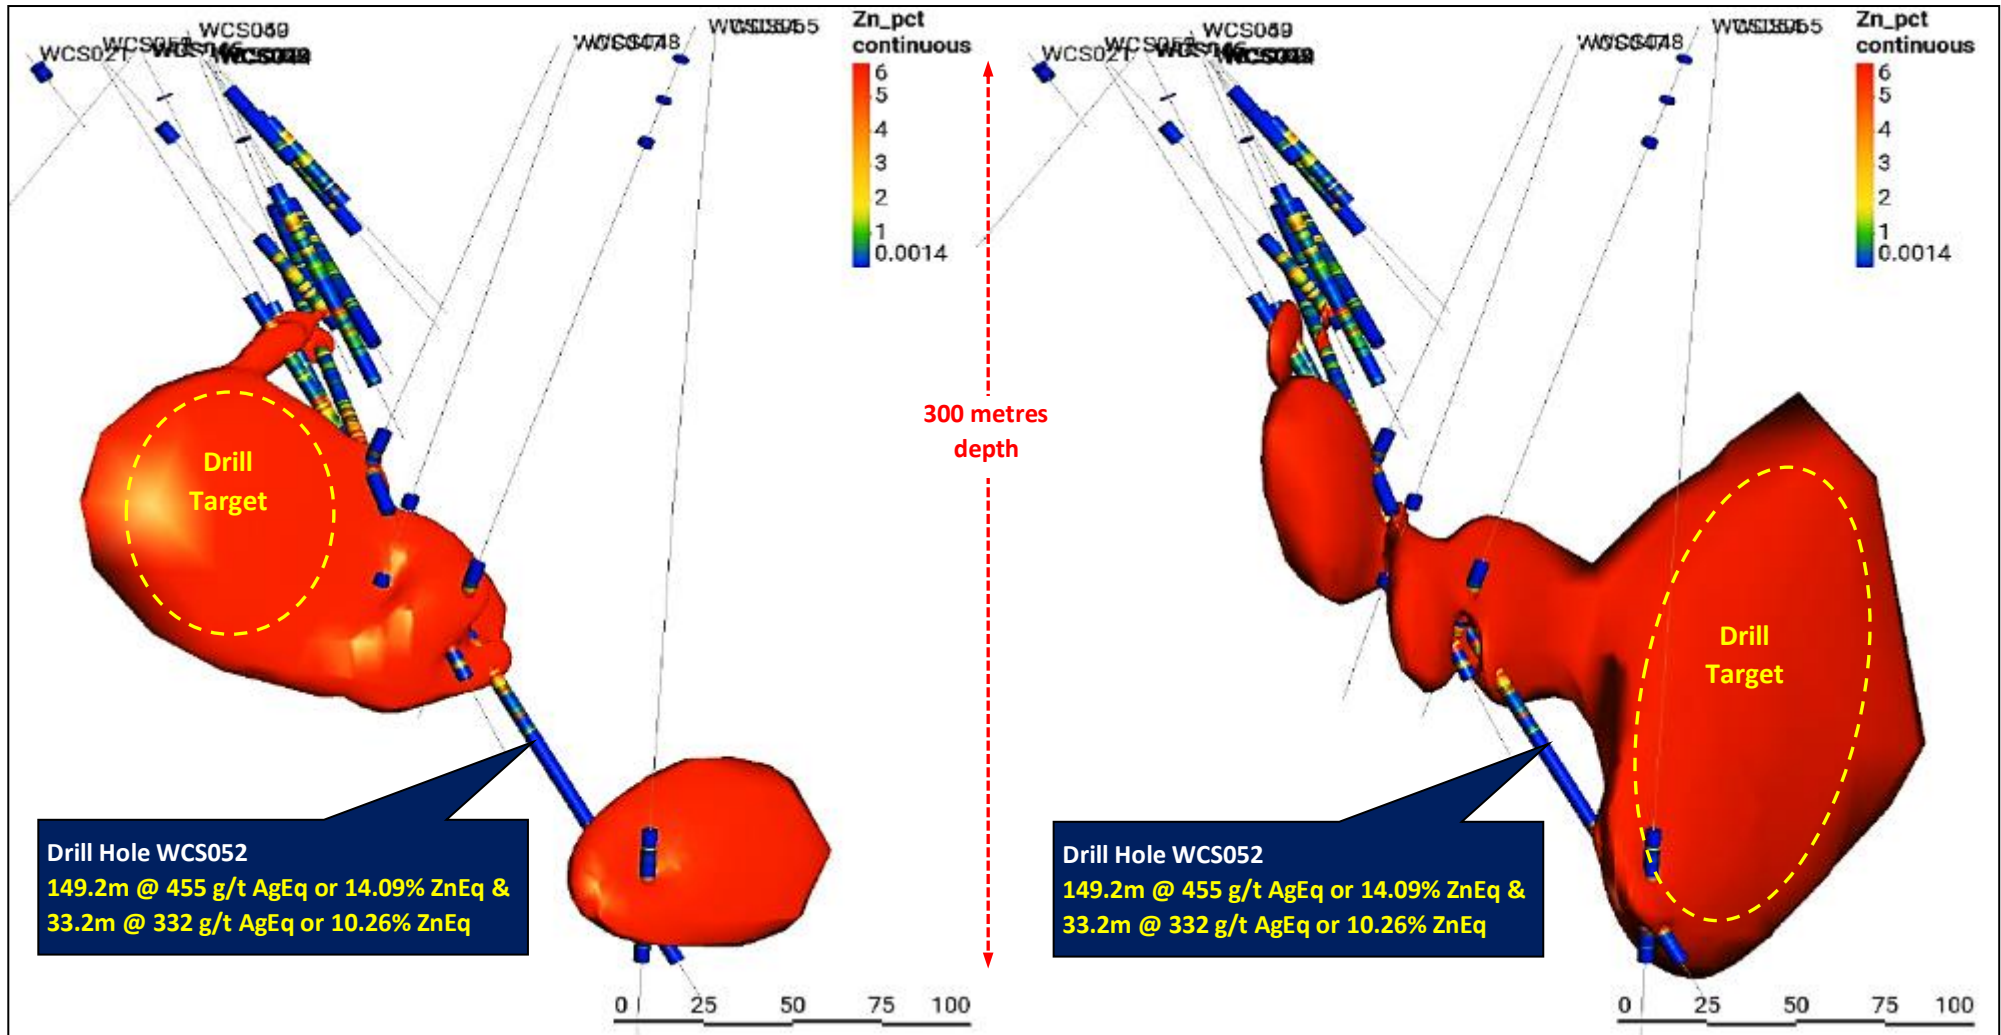 WCS021
Zn_pct
continuous
6
5
4
3
2
1
0.0014
Drill
Target
Drill Hole WCS052
149.2m @ 455 g/t AgEq or 14.09% ZnEq &
33.2m @ 332 g/t AgEq or 10.26% ZnEq
0 25 50 75 100
300 metres
depth
WCS021
Zn_pct
continuous
6
5
4
3
2
1
0.0014
Drill
Target
Drill Hole WCS052
149.2m @ 455 g/t AgEq or 14.09% ZnEq &
33.2m @ 332 g/t AgEq or 10.26% ZnEq
0 25 50 75 100